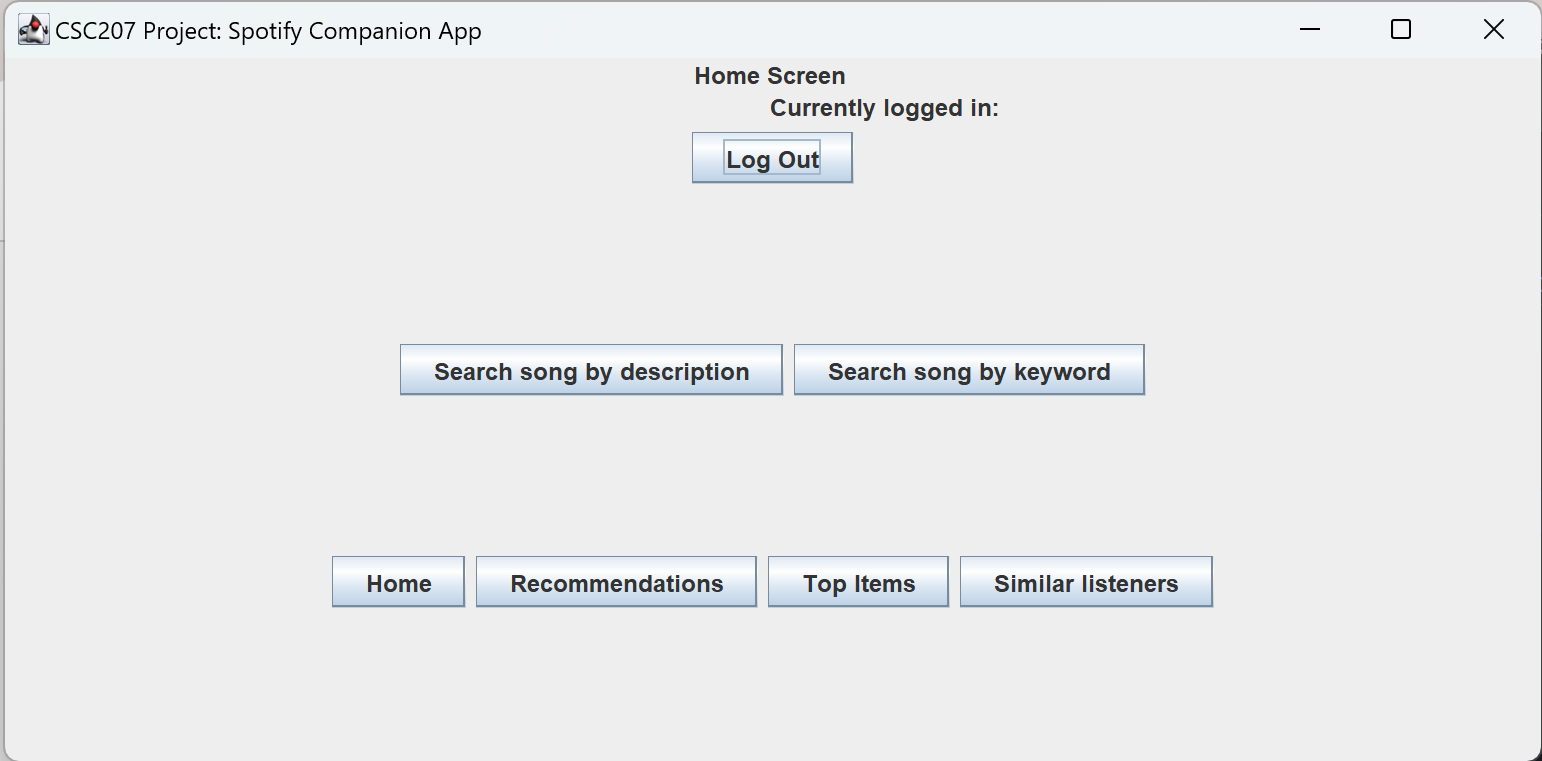 CSC207 Project: Spotify Companion App
Home Screen
Currently logged in:
Log Out
Search song by description Search song by keyword
Home Recommendations Top Items Similar listeners